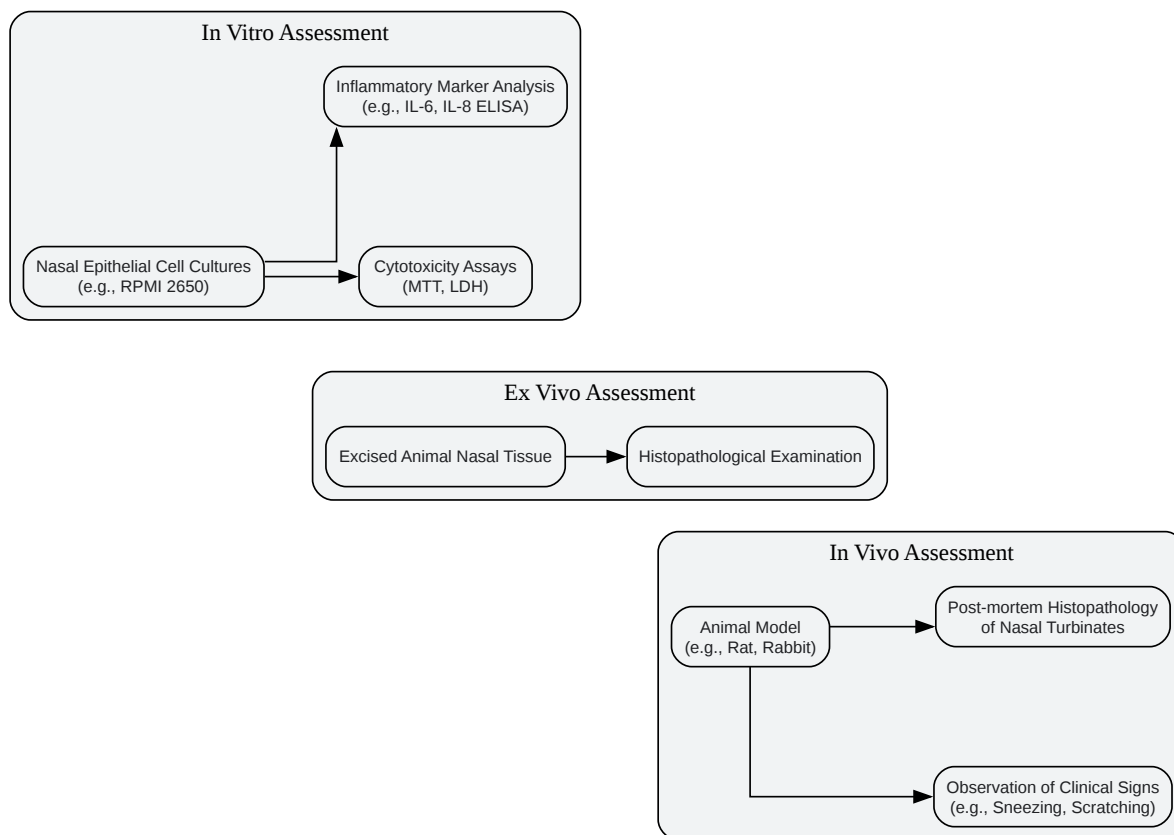 In Vitro Assessment
Inflammatory Marker Analysis
(e.g., IL-6, IL-8 ELISA)
Nasal Epithelial Cell Cultures
(e.g., RPMI 2650)
Cytotoxicity Assays
(MTT, LDH)
Ex Vivo Assessment
Excised Animal Nasal Tissue
Histopathological Examination
In Vivo Assessment
Post-mortem Histopathology
of Nasal Turbinates
Animal Model
(e.g., Rat, Rabbit)
Observation of Clinical Signs
(e.g., Sneezing, Scratching)